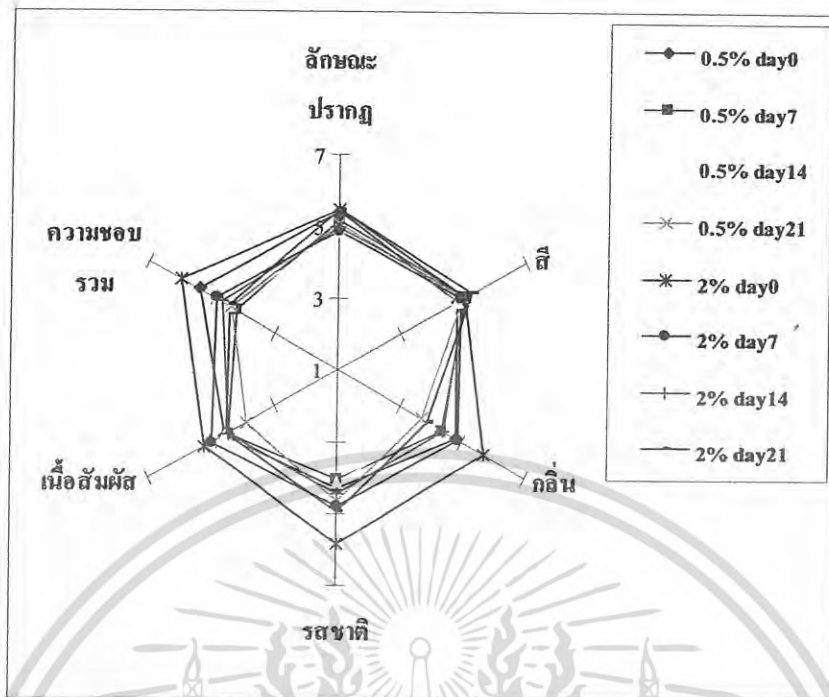 ลักษณะ
ปรากฏ
7
5
3
1
สี
กลิ่น
รสชาติ
เนื้อสัมผัส
ความชอบ
รวม
0.5% day0
0.5% day7
0.5% day14
0.5% day21
2% day0
2% day7
2% day14
2% day21